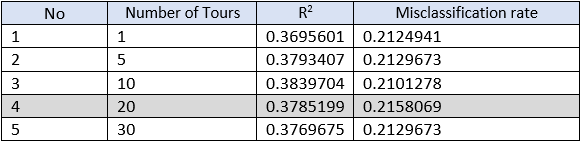 No Number of Tours R² Misclassification rate
1 1 0.3695601 0.2124941
2 5 0.3793407 0.2129673
3 10 0.3839704 0.2101278
4 20 0.3785199 0.2158069
5 30 0.3769675 0.2129673